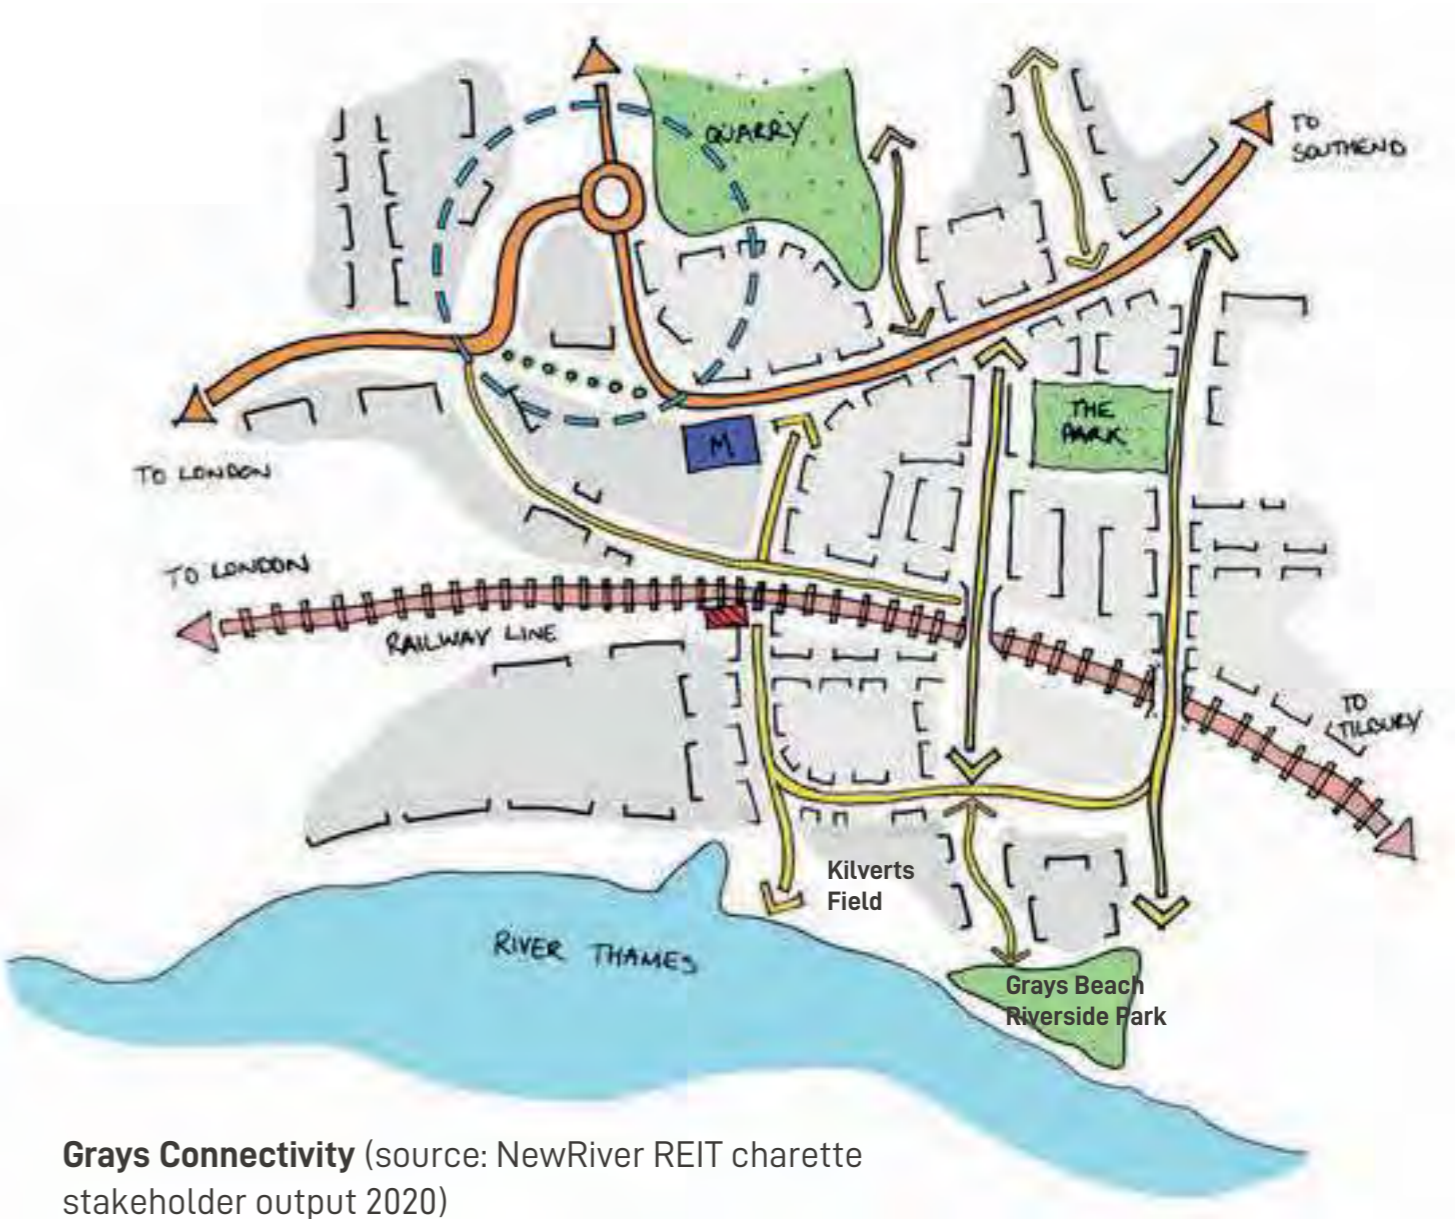 QUARRY
TO
SOUTHEND
THE
PARK
M
TO LONDON
TO LONDON
RAILWAY LINE
TO
TILBURY
Kilverts
Field
RIVER THAMES
Grays Beach
Riverside Park
Grays Connectivity (source: NewRiver REIT charette
stakeholder output 2020)